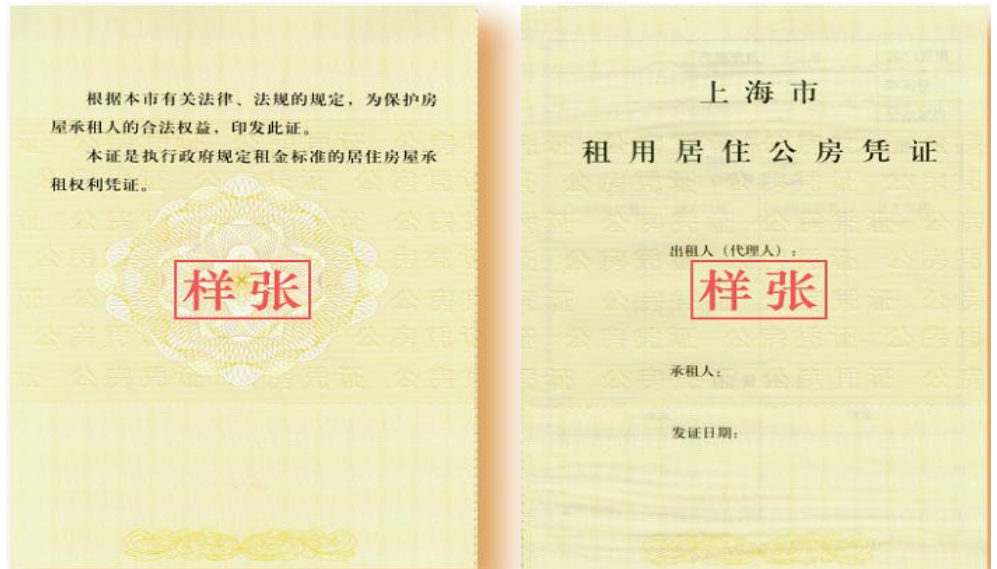 根据本市有关法律、法规的规定，为保护房
屋承租人的合法权益，印发此证。
本证是执行政府规定租金标准的居住房屋承
租权利凭证。
样张
上海市
租用居住公房凭证
出租人（代理人）：
样张
承租人：
发证日期：